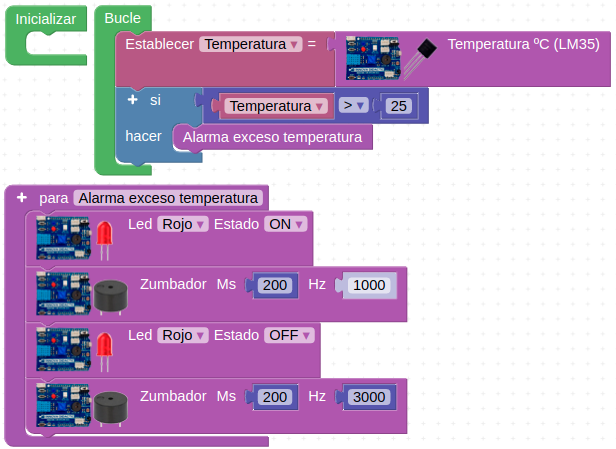 Inicializar
Bucle
Establecer Temperatura ▾ = Temperatura ºC (LM35)
+ si Temperatura ▾ > ▾ 25
hacer Alarma exceso temperatura
+ para Alarma exceso temperatura
Led Rojo ▾ Estado ON ▾
Zumbador Ms 200 Hz 1000
Led Rojo ▾ Estado OFF ▾
Zumbador Ms 200 Hz 3000